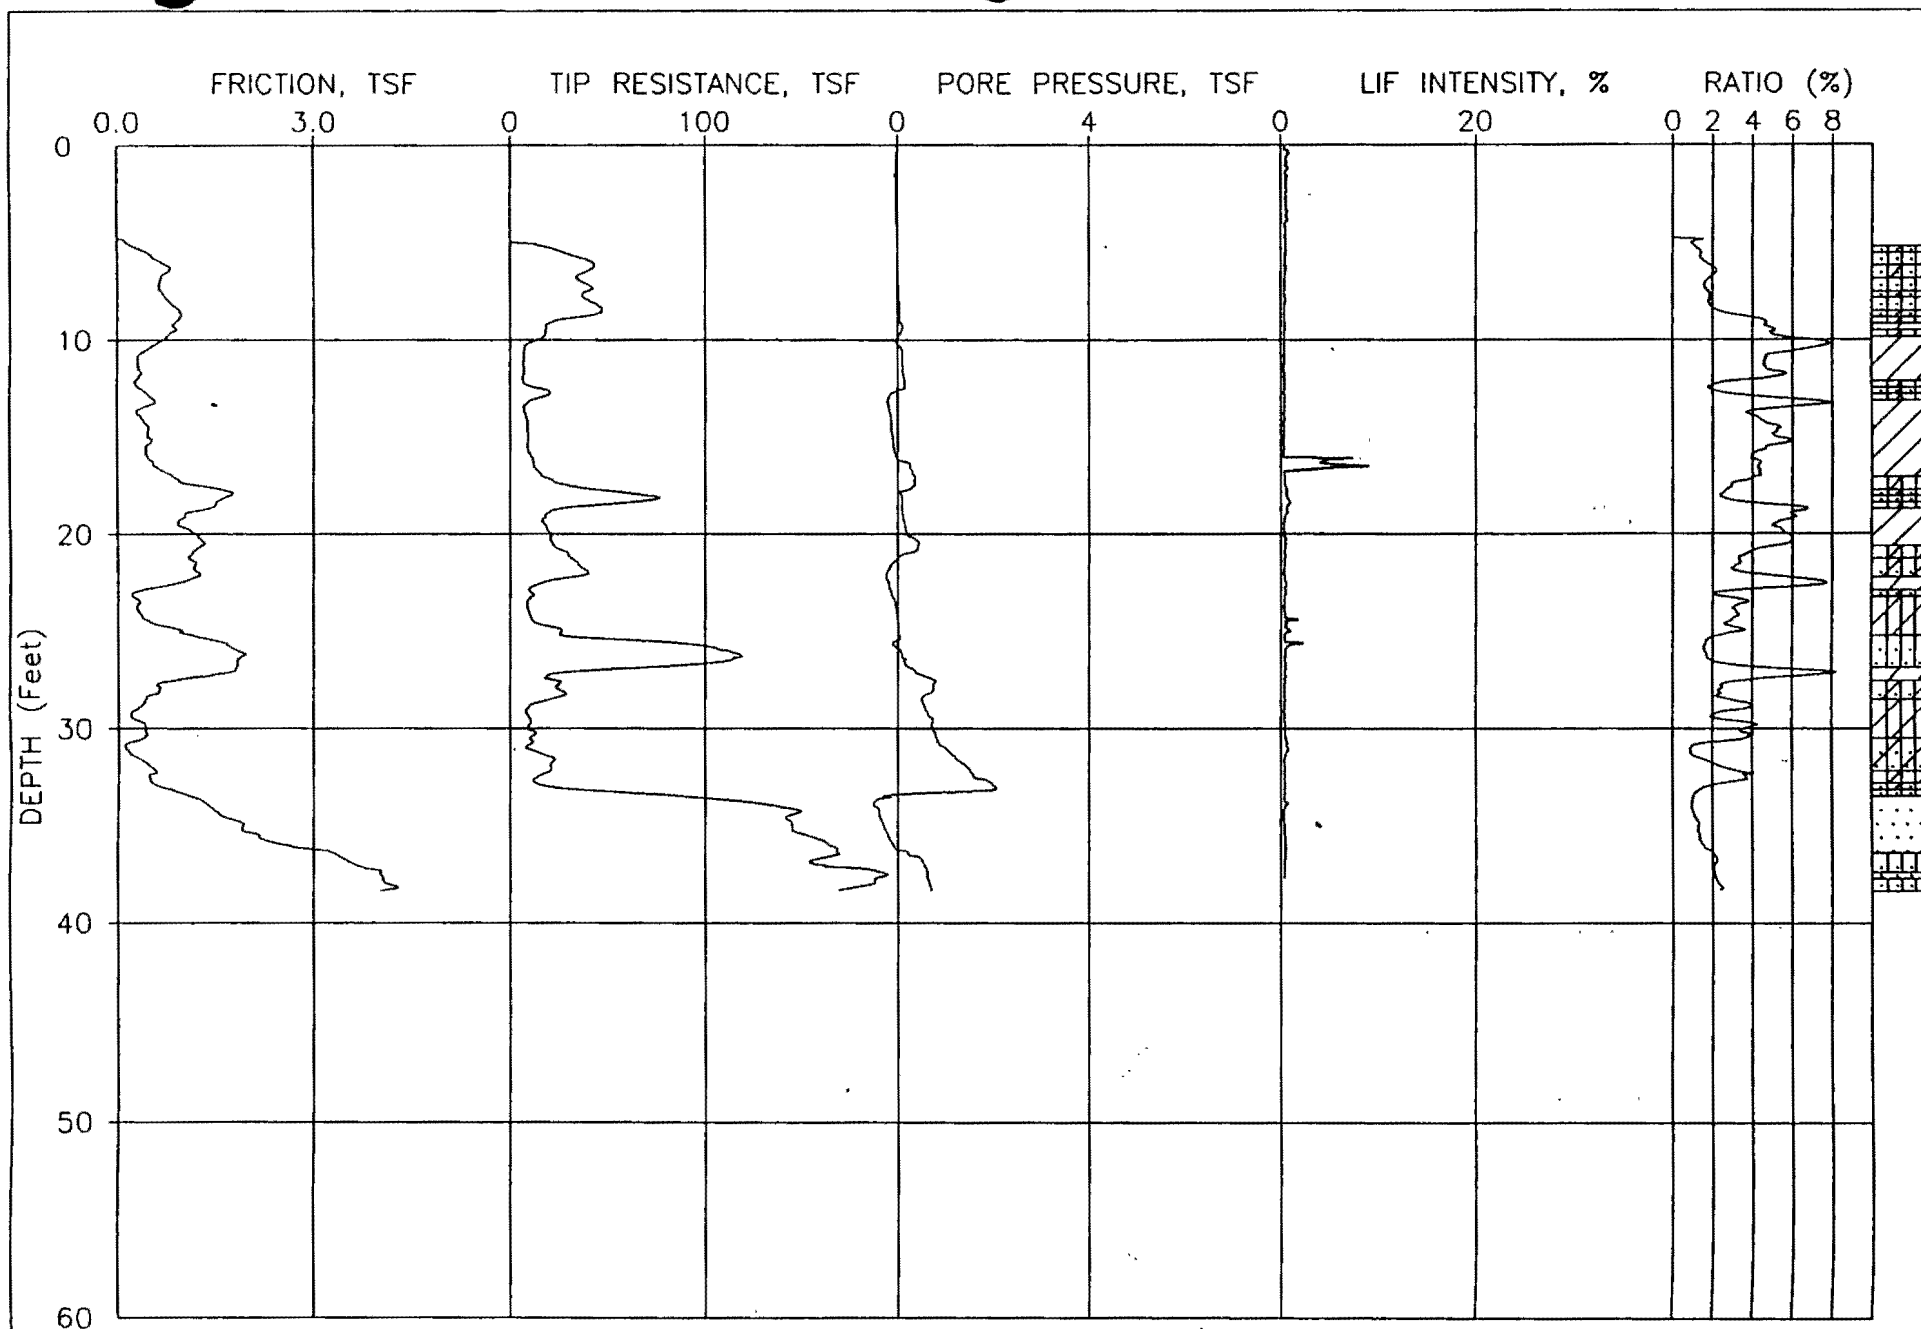 FRICTION, TSF TIP RESISTANCE, TSF PORE PRESSURE, TSF LIF INTENSITY, % RATIO (%)
0.0 3.0 0 100 0 4 0 20 0 2 4 6 8
0
10
20
DEPTH (Feet)
30
40
50
60